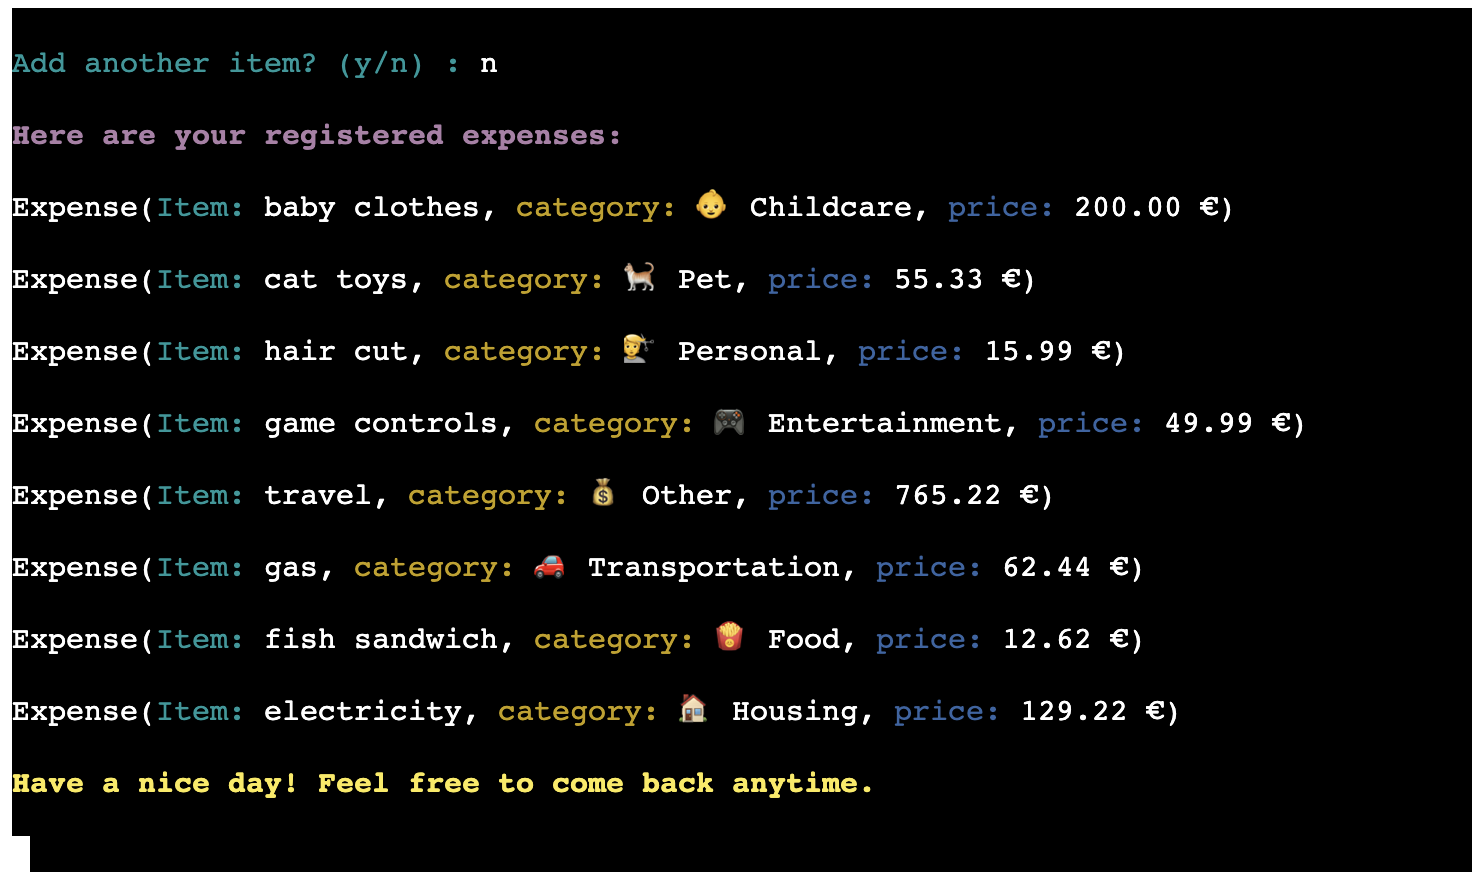 Add another item? (y/n) : n
Here are your registered expenses:
Expense(Item: baby clothes, category: 👶 Childcare, price: 200.00 €)
Expense(Item: cat toys, category: 🐈 Pet, price: 55.33 €)
Expense(Item: hair cut, category: 💇 Personal, price: 15.99 €)
Expense(Item: game controls, category: 🎮 Entertainment, price: 49.99 €)
Expense(Item: travel, category: 💰 Other, price: 765.22 €)
Expense(Item: gas, category: 🚗 Transportation, price: 62.44 €)
Expense(Item: fish sandwich, category: 🍟 Food, price: 12.62 €)
Expense(Item: electricity, category: 🏠 Housing, price: 129.22 €)
Have a nice day! Feel free to come back anytime.